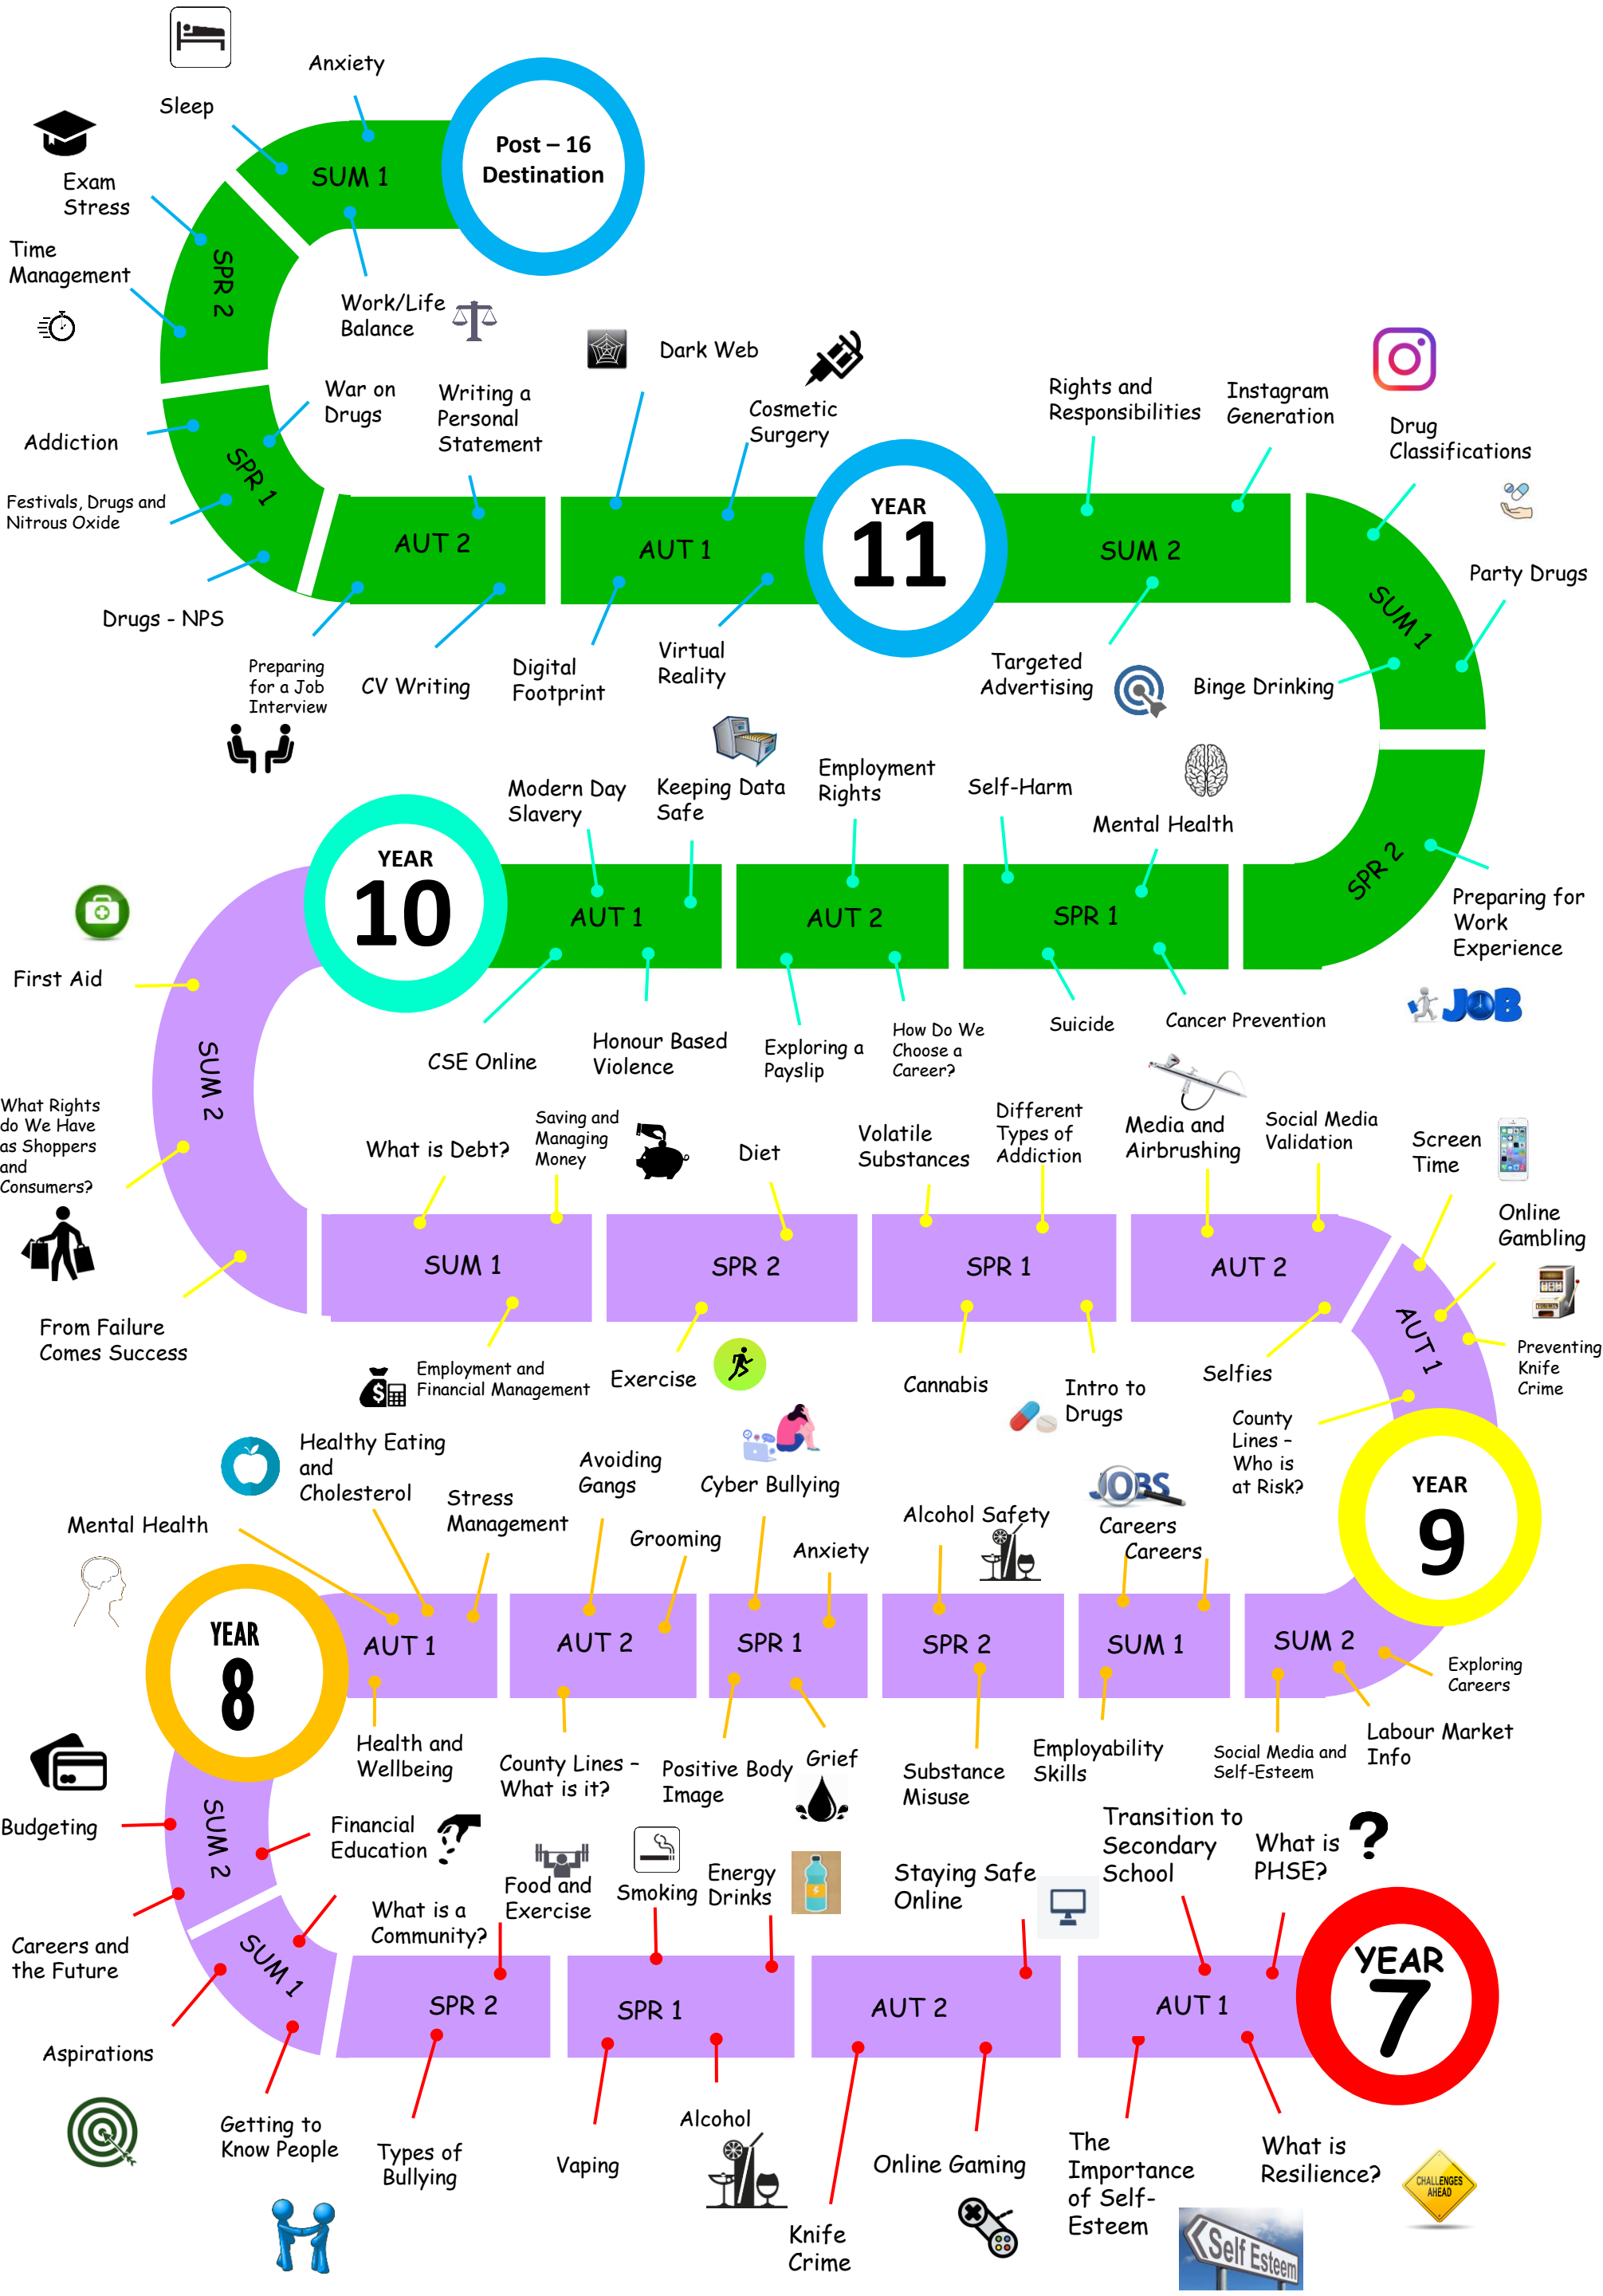 Anxiety
Sleep
Post – 16
Destination
SUM 1
Exam
Stress
Time
Management
SPR 2
Work/Life
Balance
War on
Drugs
Writing a
Personal
Statement
Dark Web
Cosmetic
Surgery
Rights and
Responsibilities
Instagram
Generation
Drug
Classifications
Addiction
SPR 1
Festivals, Drugs and
Nitrous Oxide
AUT 2
AUT 1
YEAR
11
SUM 2
SUM 1
Party Drugs
Drugs - NPS
Preparing
for a Job
Interview
CV Writing
Digital
Footprint
Virtual
Reality
Targeted
Advertising
Binge Drinking
Modern Day
Slavery
Keeping Data
Safe
Employment
Rights
Self-Harm
Mental Health
YEAR
10
AUT 1
AUT 2
SPR 1
SPR 2
Preparing for
Work
Experience
JOB
First Aid
CSE Online
Honour Based
Violence
Exploring a
Payslip
How Do We
Choose a
Career?
Suicide
Cancer Prevention
SUM 2
What Rights
do We Have
as Shoppers
and
Consumers?
What is Debt?
Saving and
Managing
Money
Diet
Volatile
Substances
Different
Types of
Addiction
Media and
Airbrushing
Social Media
Validation
Screen
Time
Online
Gambling
SUM 1
SPR 2
SPR 1
AUT 2
AUT 1
From Failure
Comes Success
Employment and
Financial Management
Exercise
Cannabis
Intro to
Drugs
Selfies
County
Lines –
Who is
at Risk?
Preventing
Knife
Crime
Healthy Eating
and
Cholesterol
Mental Health
Stress
Management
Avoiding
Gangs
Grooming
Cyber Bullying
Anxiety
Alcohol Safety
JOBS
Careers
Careers
YEAR
9
YEAR
8
AUT 1
AUT 2
SPR 1
SPR 2
SUM 1
SUM 2
Exploring
Careers
Health and
Wellbeing
County Lines –
What is it?
Positive Body
Image
Grief
Substance
Misuse
Employability
Skills
Social Media and
Self-Esteem
Labour Market
Info
Budgeting
SUM 2
Financial
Education
What is a
Community?
Food and
Exercise
Smoking
Energy
Drinks
Staying Safe
Online
Transition to
Secondary
School
What is
PHSE?
?
Careers and
the Future
SUM 1
SPR 2
SPR 1
AUT 2
AUT 1
YEAR
7
Aspirations
Getting to
Know People
Types of
Bullying
Vaping
Alcohol
Knife
Crime
Online Gaming
The
Importance
of Self-
Esteem
What is
Resilience?
CHALLENGES
AHEAD
Self Esteem